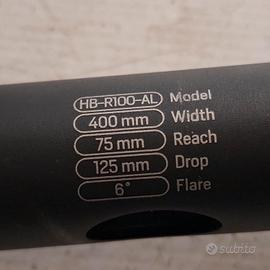 HB-R100-AL Model
400 mm Width
75 mm Reach
125 mm Drop
6° Flare
subito